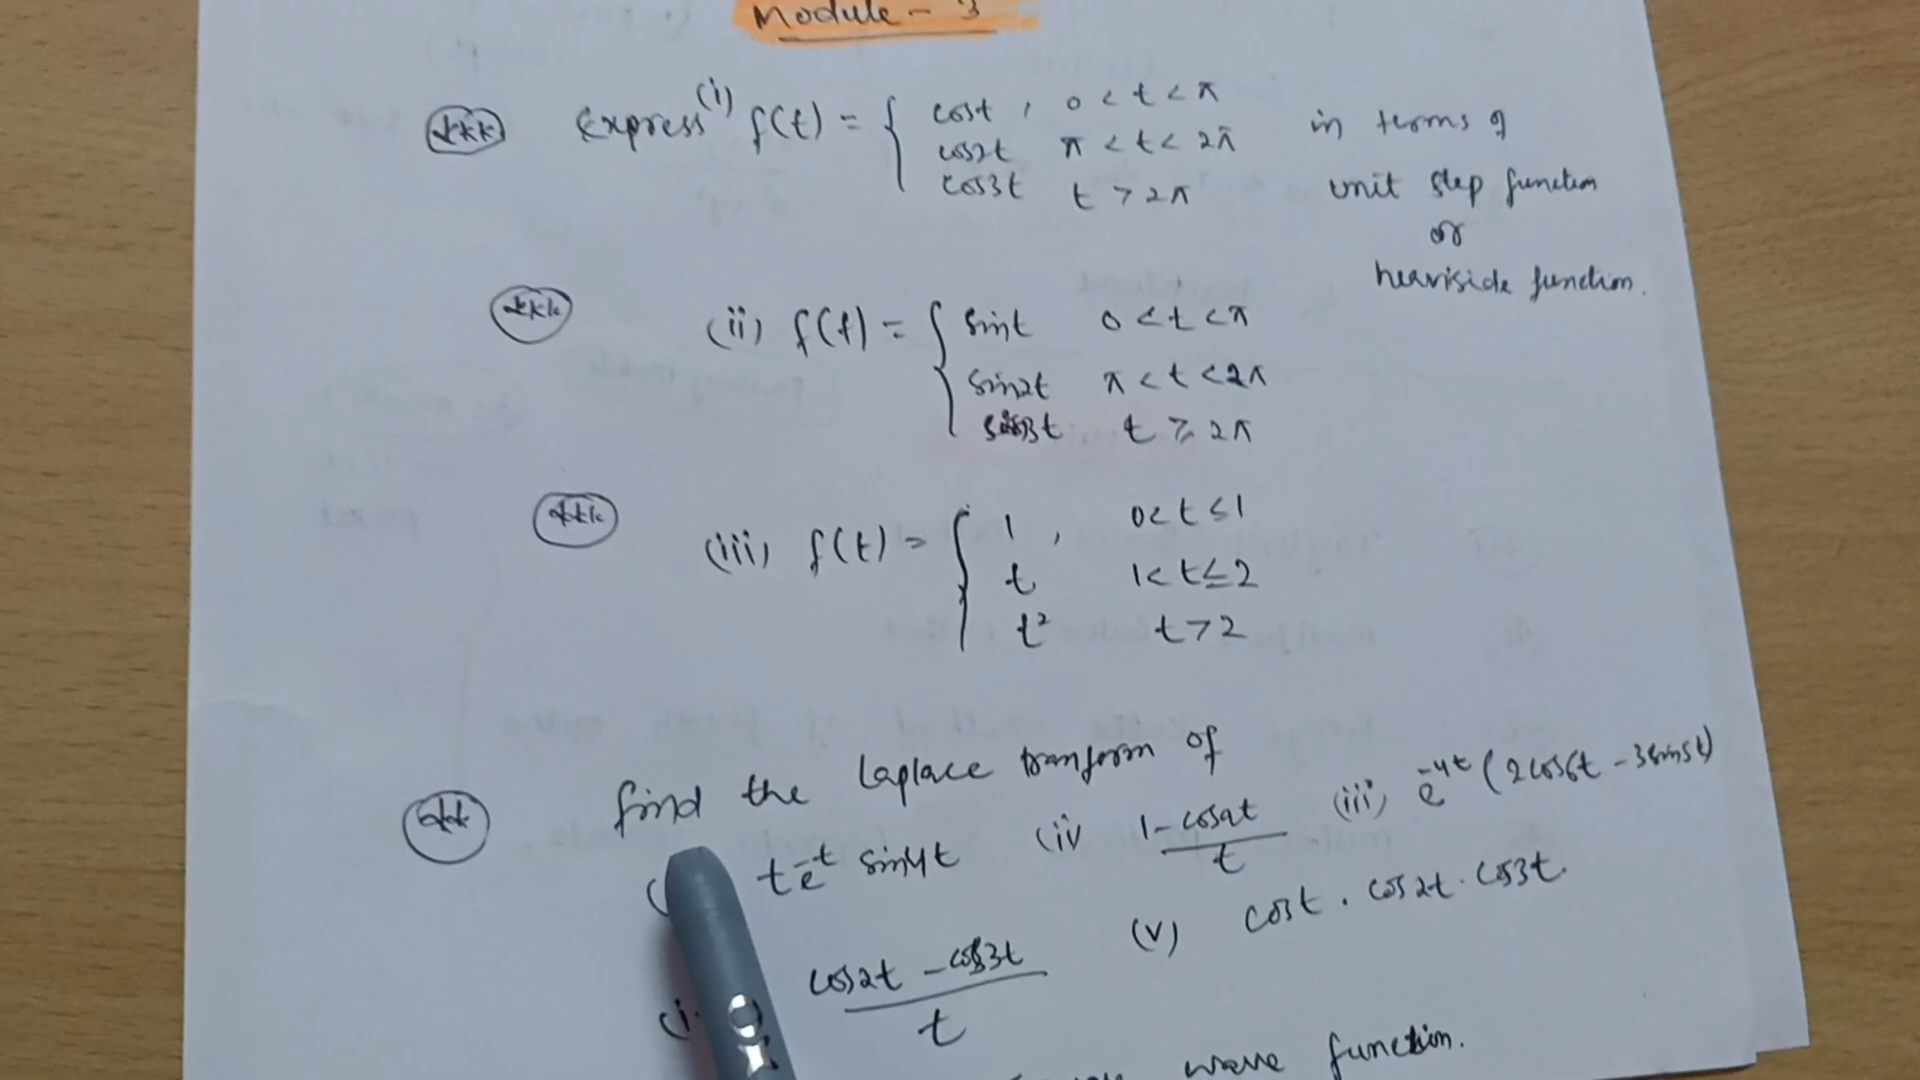 Module - 3
*** Express (i) f(t) = { cost, 0 < t < π in terms of
cos2t π < t < 2π unit step function
cos3t t > 2π or
heaviside function.
*** (ii) f(t) = { sint 0 < t < π
sin2t π < t < 2π
sin3t t ≥ 2π
*** (iii) f(t) = { 1, 0 < t ≤ 1
t 1 < t ≤ 2
t² t > 2
** find the Laplace transform of
( te^-t sin4t (iv 1 - cosat / t (iii) e^-4t (2cos6t - 3sin5t)
(i cos2t - cos3t / t (v) cost . cos2t . cos3t.
wave function.